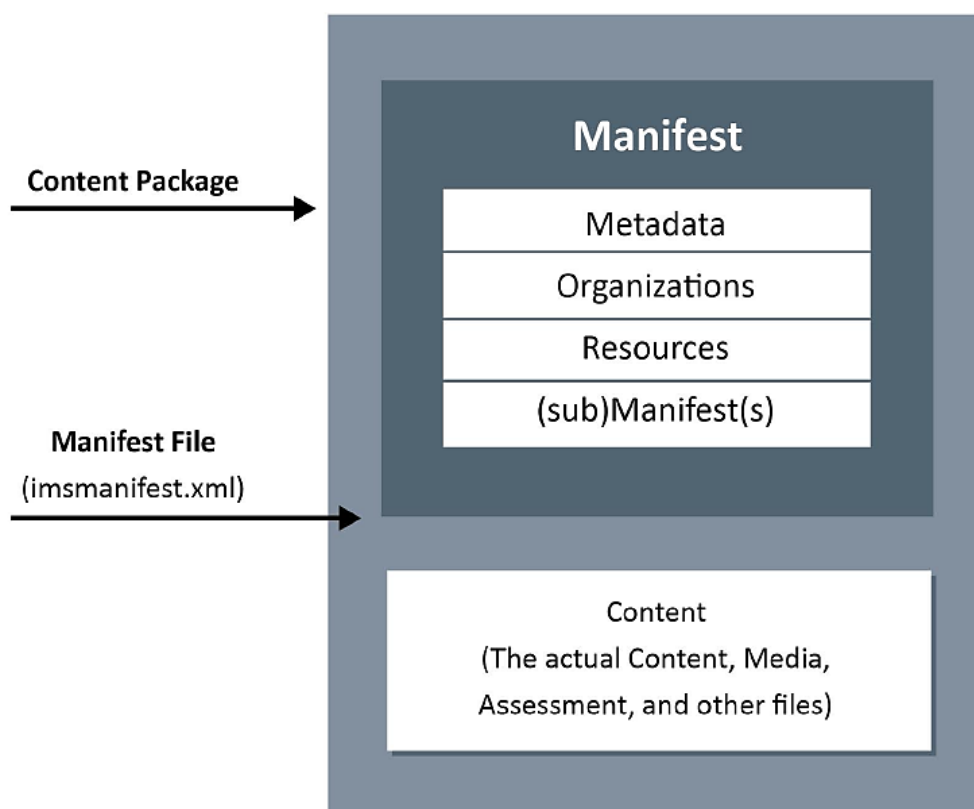 Content Package
Manifest File
(imsmanifest.xml)
Manifest
Metadata
Organizations
Resources
(sub)Manifest(s)
Content
(The actual Content, Media,
Assessment, and other files)